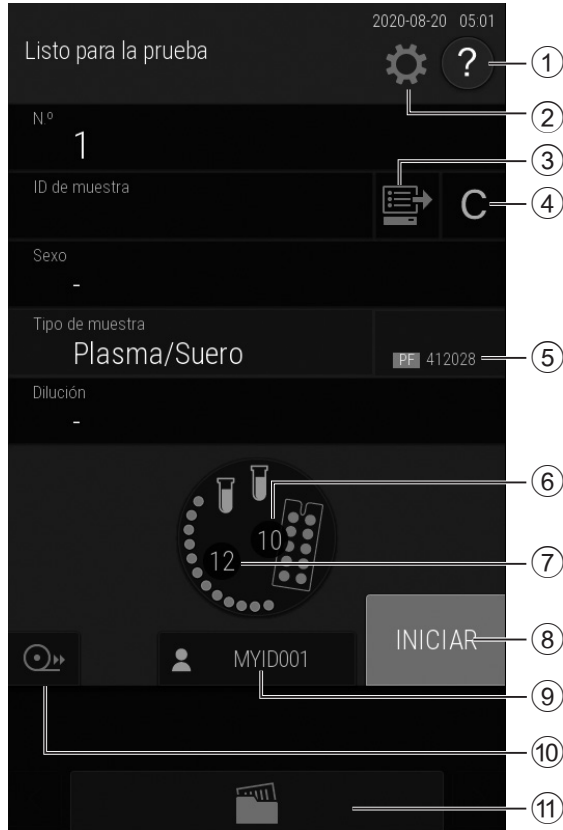 2020-08-20 05:01
Listo para la prueba
?
①
②
N.º
1
③
ID de muestra
C
④
Sexo
-
Tipo de muestra
Plasma/Suero
PF 412028
⑤
Dilución
-
⑥
10
12
⑦
INICIAR
⑧
MYID001
⑨
⑩
⑪